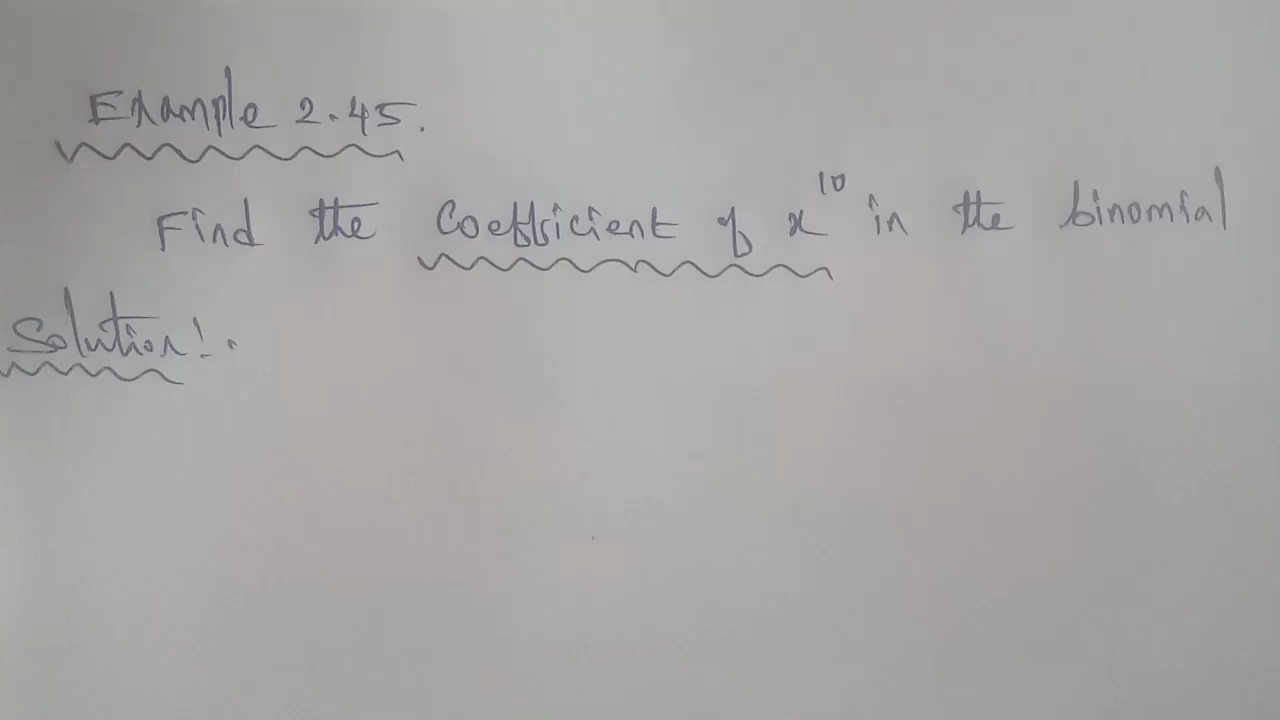 Example 2.45.
Find the Coefficient of x¹⁰ in the binomial
Solution:.